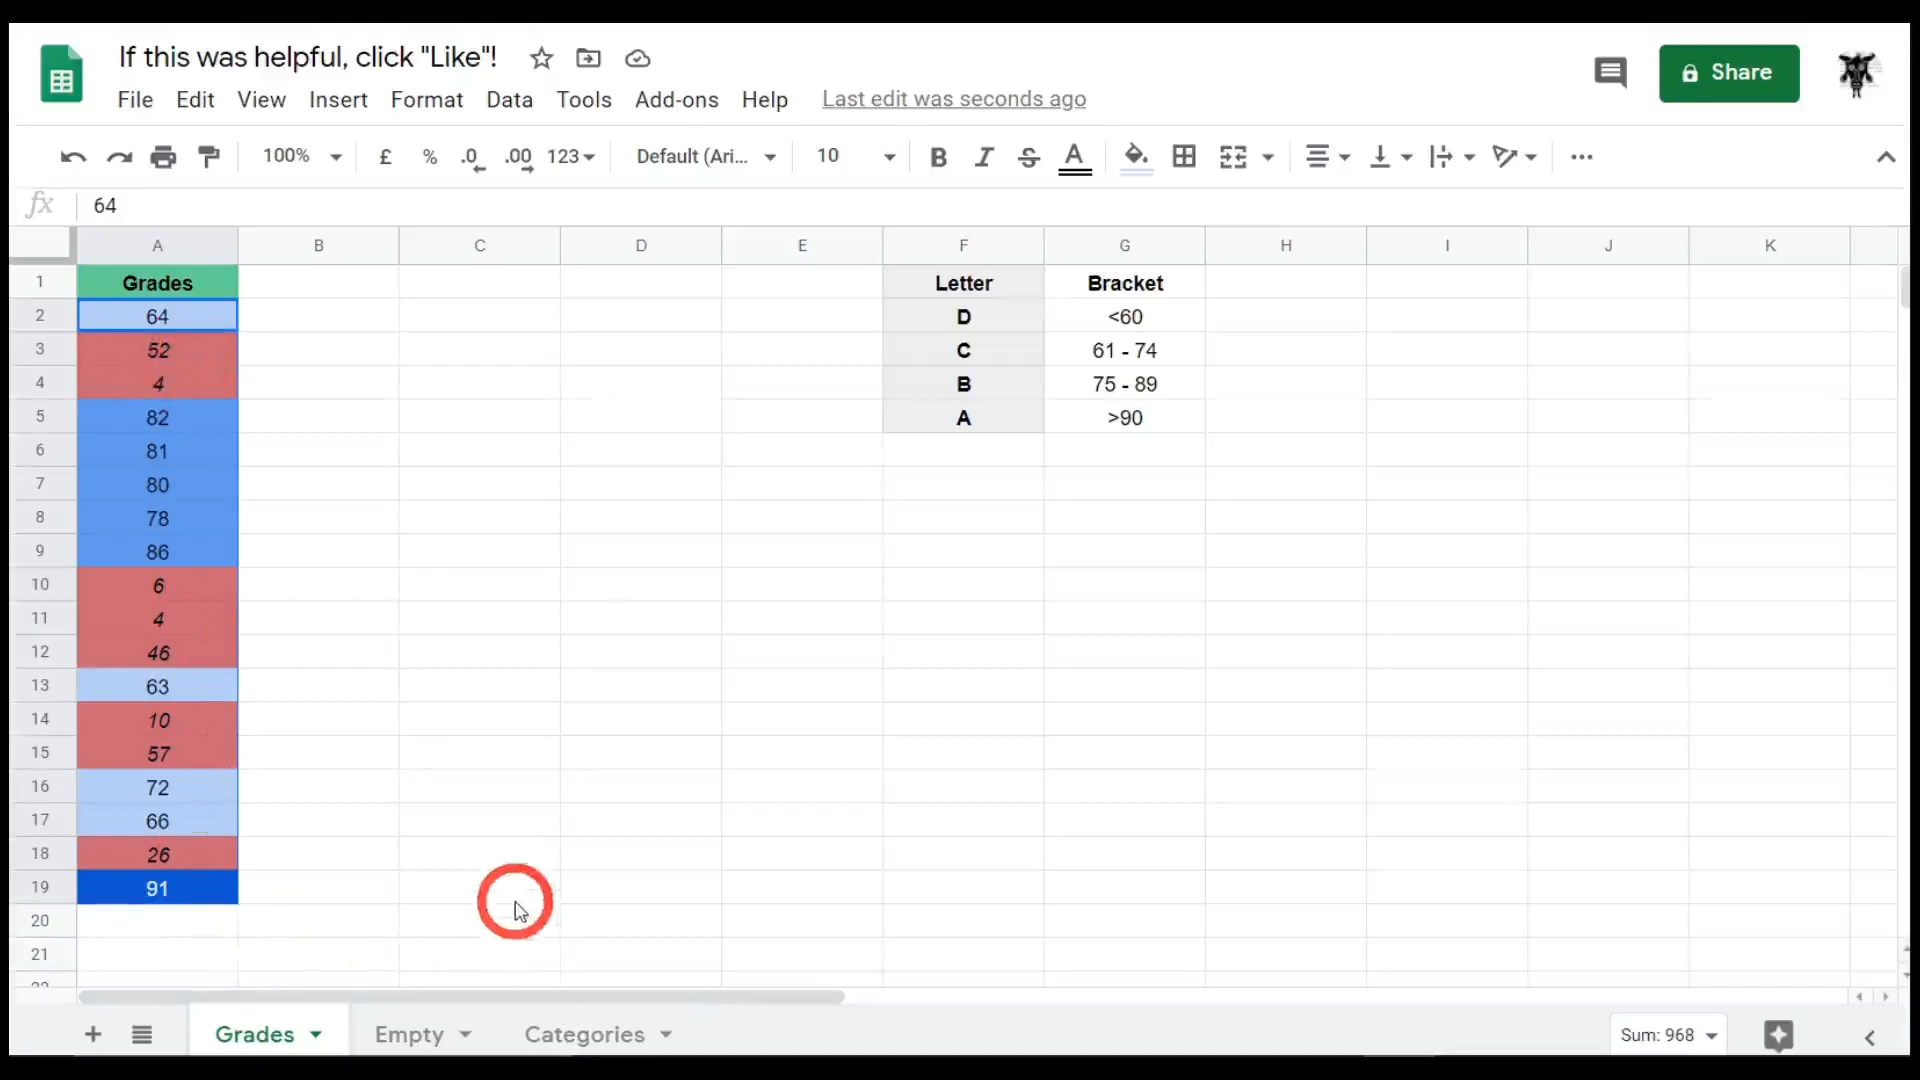 If this was helpful, click "Like"!
File Edit View Insert Format Data Tools Add-ons Help Last edit was seconds ago
Share
100% £ % .0 .00 123 Default (Ari... 10 B I S A
fx 64
A B C D E F G H I J K
1 Grades Letter Bracket
2 64 D <60
3 52 C 61 - 74
4 4 B 75 - 89
5 82 A >90
6 81
7 80
8 78
9 86
10 6
11 4
12 46
13 63
14 10
15 57
16 72
17 66
18 26
19 91
20
21
Grades Empty Categories Sum: 968